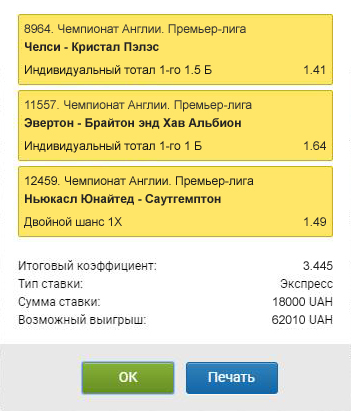 8964. Чемпионат Англии. Премьер-лига
Челси - Кристал Пэлэс
Индивидуальный тотал 1-го 1.5 Б 1.41
11557. Чемпионат Англии. Премьер-лига
Эвертон - Брайтон энд Хав Альбион
Индивидуальный тотал 1-го 1 Б 1.64
12459. Чемпионат Англии. Премьер-лига
Ньюкасл Юнайтед - Саутгемптон
Двойной шанс 1X 1.49
Итоговый коэффициент: 3.445
Тип ставки: Экспресс
Сумма ставки: 18000 UAH
Возможный выигрыш: 62010 UAH
OK Печать